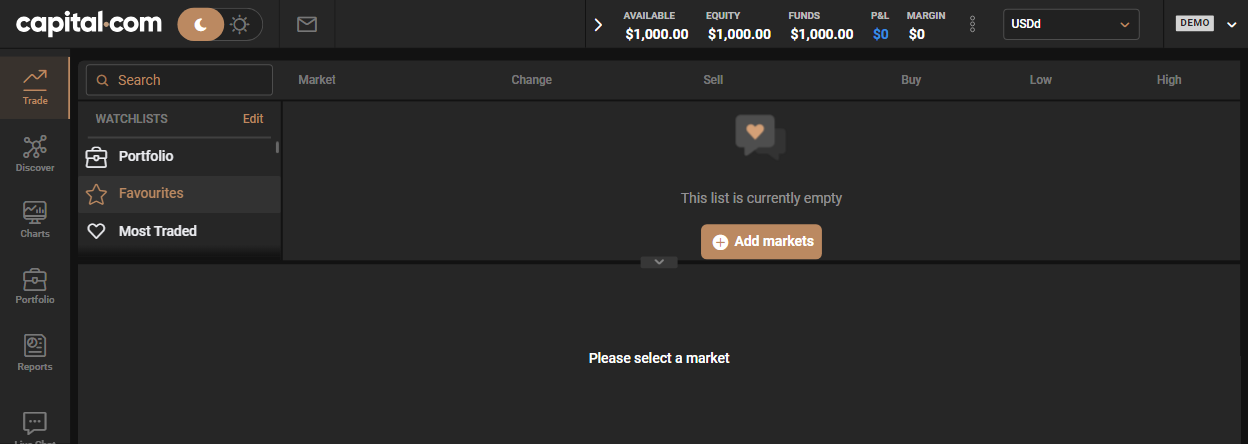 capital.com
AVAILABLE EQUITY FUNDS P&L MARGIN
$1,000.00 $1,000.00 $1,000.00 $0 $0
USDd
DEMO
Trade
Discover
Charts
Portfolio
Reports
Live Chat
Search
Market Change Sell Buy Low High
WATCHLISTS Edit
Portfolio
Favourites
Most Traded
This list is currently empty
Add markets
Please select a market